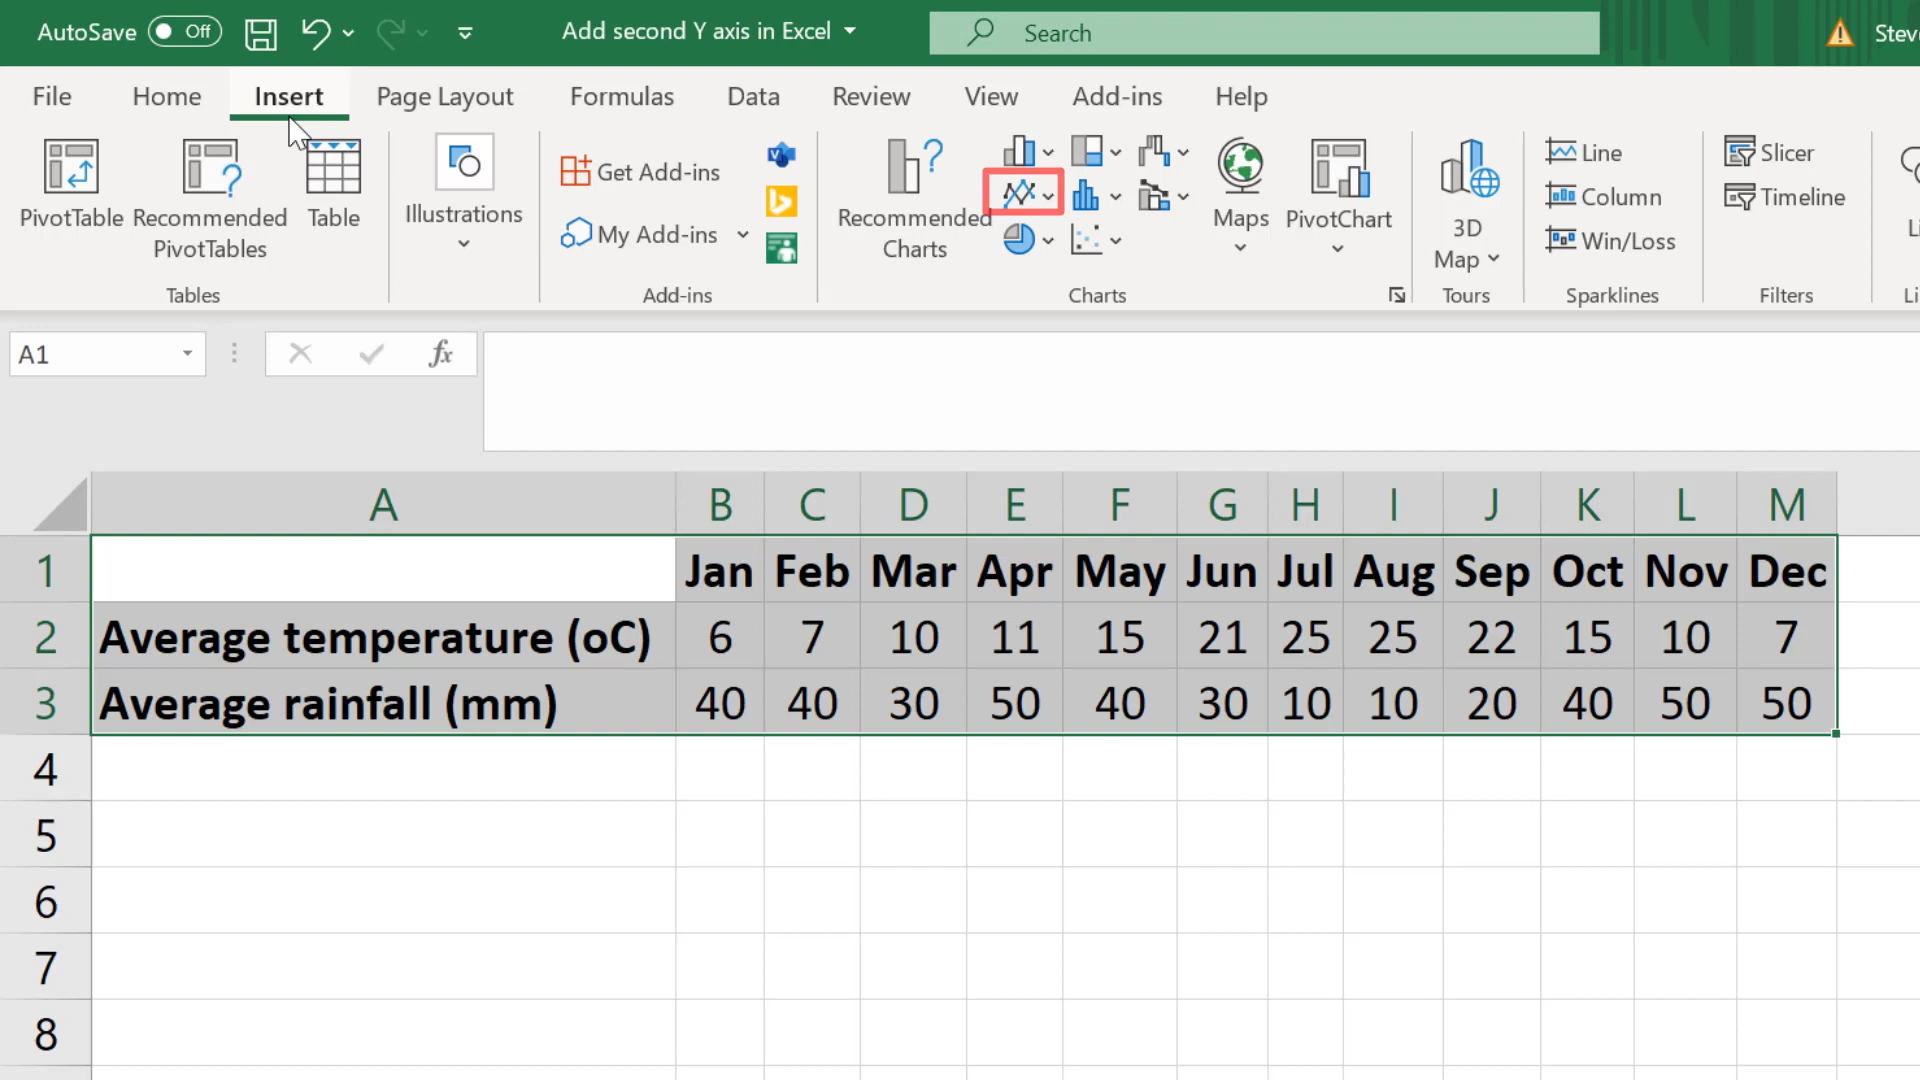 AutoSave Off Add second Y axis in Excel Search Steve
File Home Insert Page Layout Formulas Data Review View Add-ins Help
PivotTable Recommended PivotTables Table
Tables
Illustrations
Get Add-ins
My Add-ins
Add-ins
Recommended Charts
Maps PivotChart
Charts
3D Map
Tours
Line
Column
Win/Loss
Sparklines
Slicer
Timeline
Filters
A1 fx
A B C D E F G H I J K L M
1 Jan Feb Mar Apr May Jun Jul Aug Sep Oct Nov Dec
2 Average temperature (oC) 6 7 10 11 15 21 25 25 22 15 10 7
3 Average rainfall (mm) 40 40 30 50 40 30 10 10 20 40 50 50
4
5
6
7
8